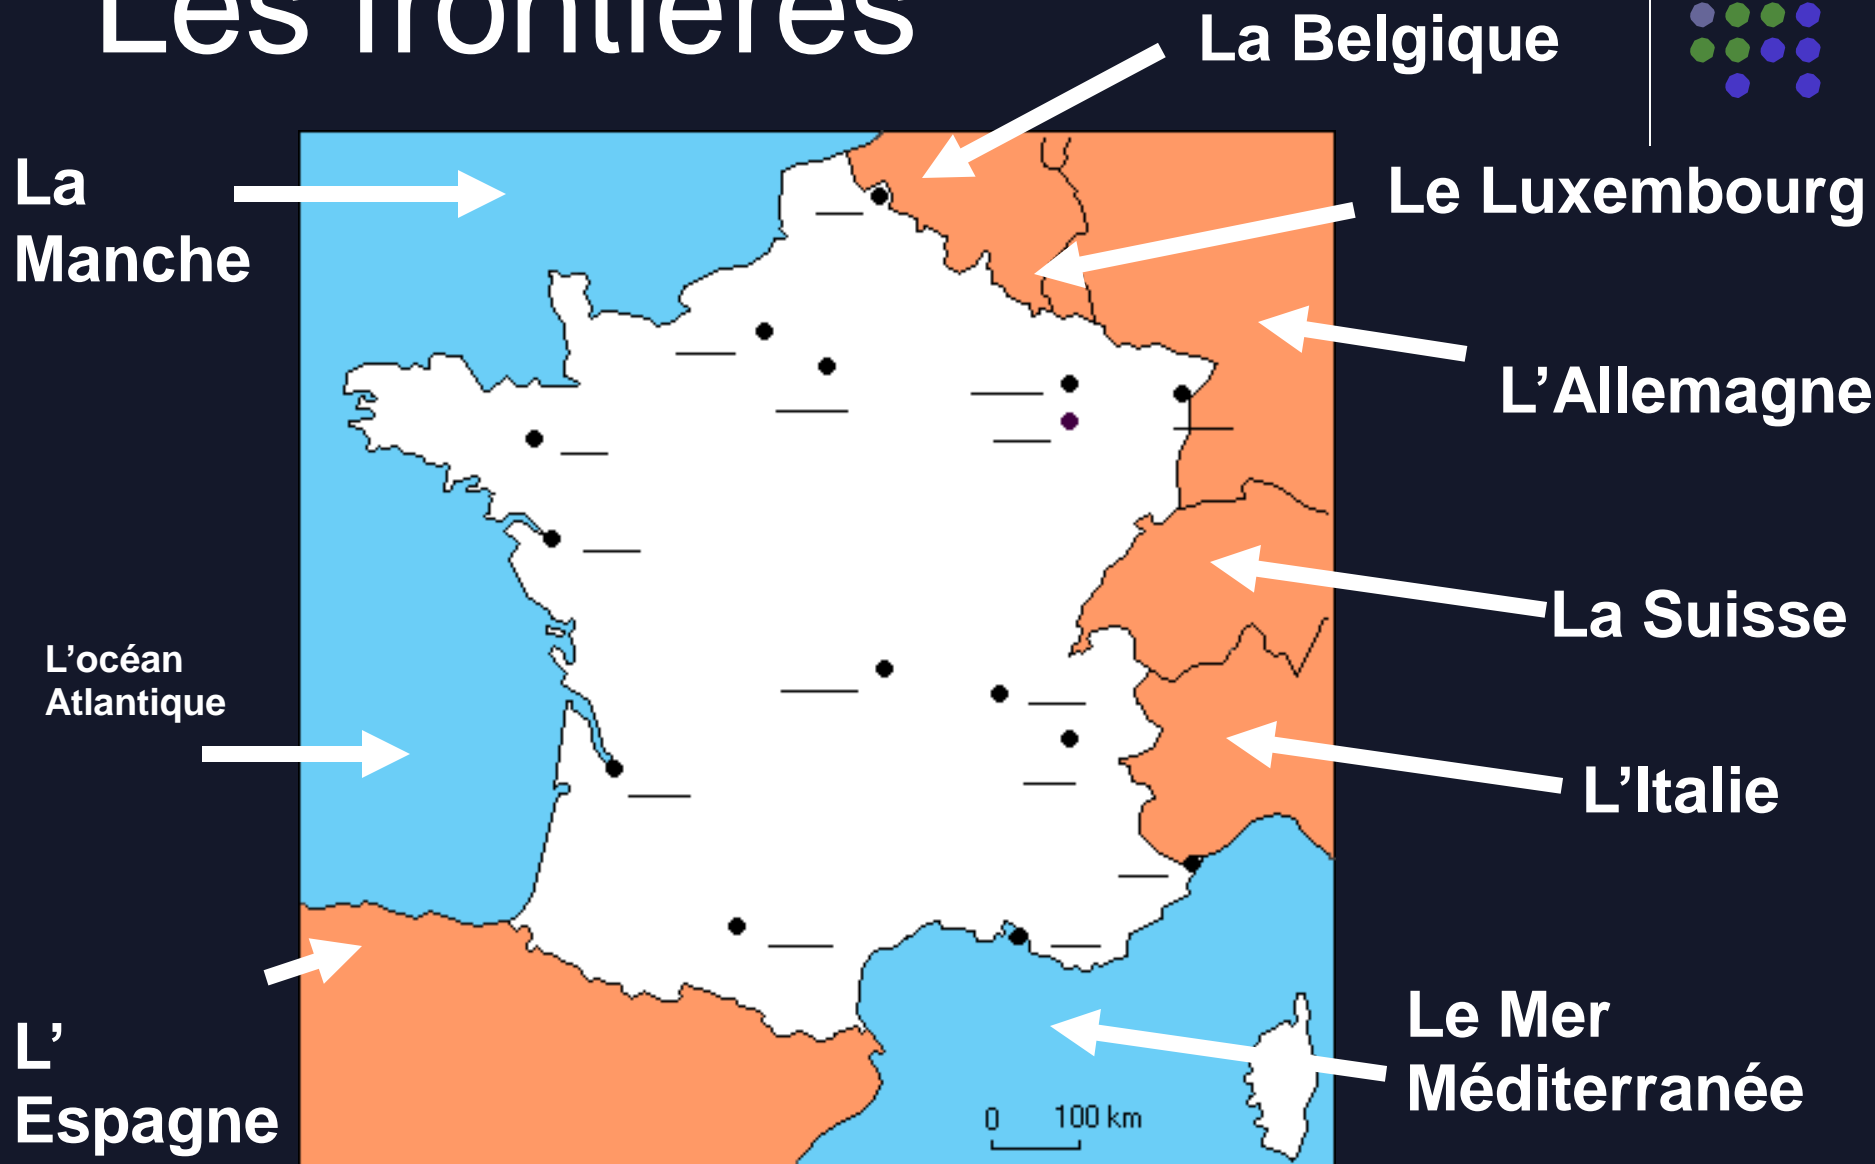 Les frontières
La Belgique
La
Manche
Le Luxembourg
L’Allemagne
La Suisse
L’océan
Atlantique
L’Italie
L’
Espagne
Le Mer
Méditerranée
0 100 km